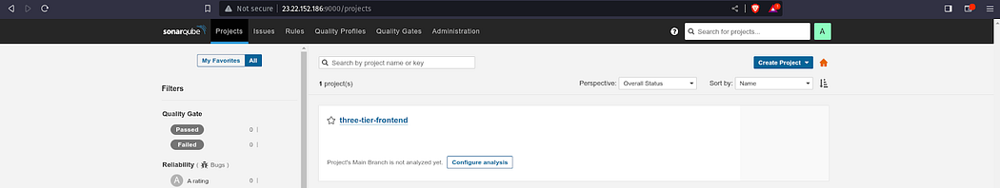 Not secure | 23.22.152.186:9000/projects
sonarqube Projects Issues Rules Quality Profiles Quality Gates Administration ? Search for projects... A
My Favorites All
Search by project name or key
Create Project
1 project(s)
Perspective: Overall Status
Sort by: Name
Filters
Quality Gate
Passed 0
Failed 0
Reliability ( Bugs )
A A rating 0
three-tier-frontend
Project's Main Branch is not analyzed yet. Configure analysis